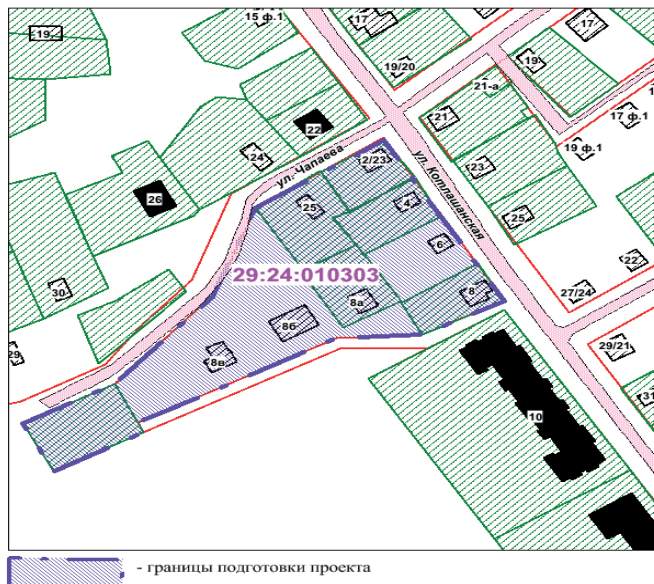 15 ф.1
17
17
19
19/20
19
21-а
17 ф.1
21
22
2/23
19 ф.1
24
ул. Чапаева
23
ул. Котлашанская
26
25
4
25
6
22
29:24:010303
30
8
27/24
8а
8б
29/21
29
8в
31
10
- границы подготовки проекта